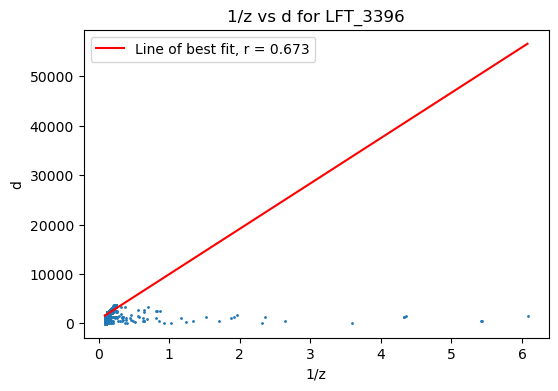 1/z vs d for LFT_3396
Line of best fit, r = 0.673
50000
40000
30000
20000
10000
0
d
0 1 2 3 4 5 6
1/z